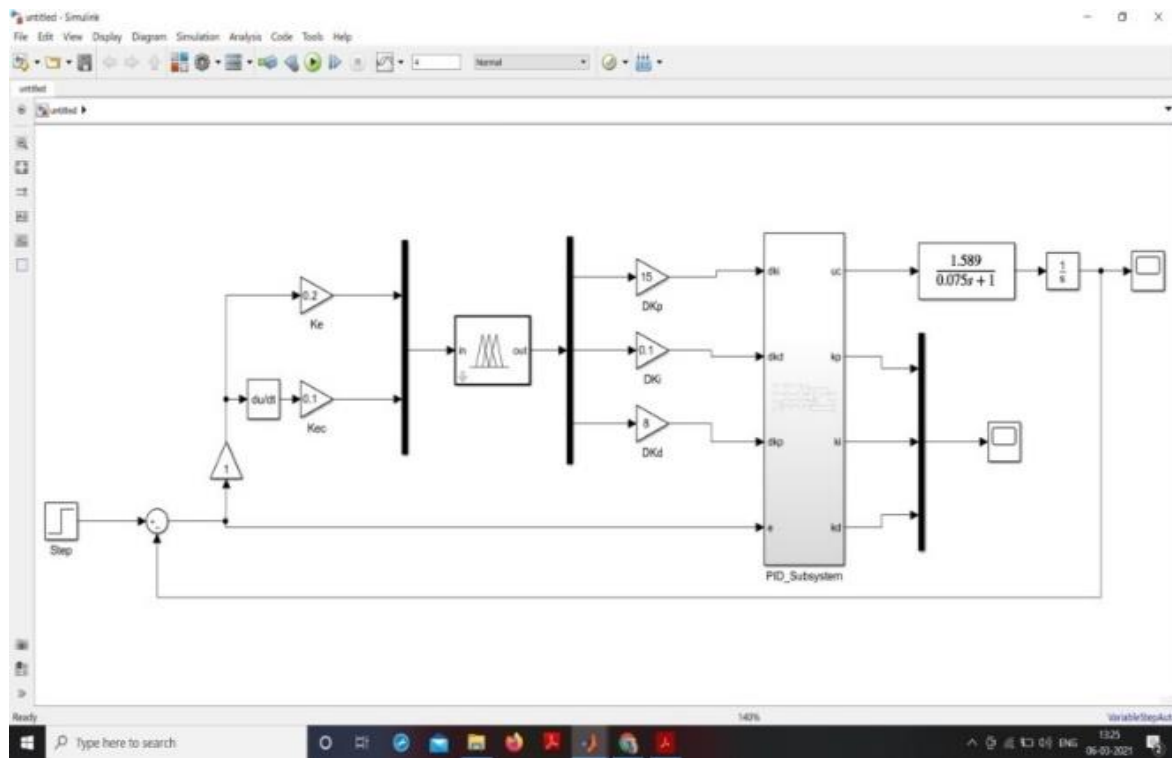 untitled - Simulink
File Edit View Display Diagram Simulation Analysis Code Tools Help
4
Normal
untitled
untitled
0.2
Ke
du/dt
0.1
Kec
1
Step
in
out
15
DKp
0.1
DKi
8
DKd
dki
uc
dkd
kp
dkp
ki
e
kd
PID_Subsystem
1.589
0.075s + 1
1
s
Ready
140%
VariableStepAut
Type here to search
ENG
13:25
06-03-2021